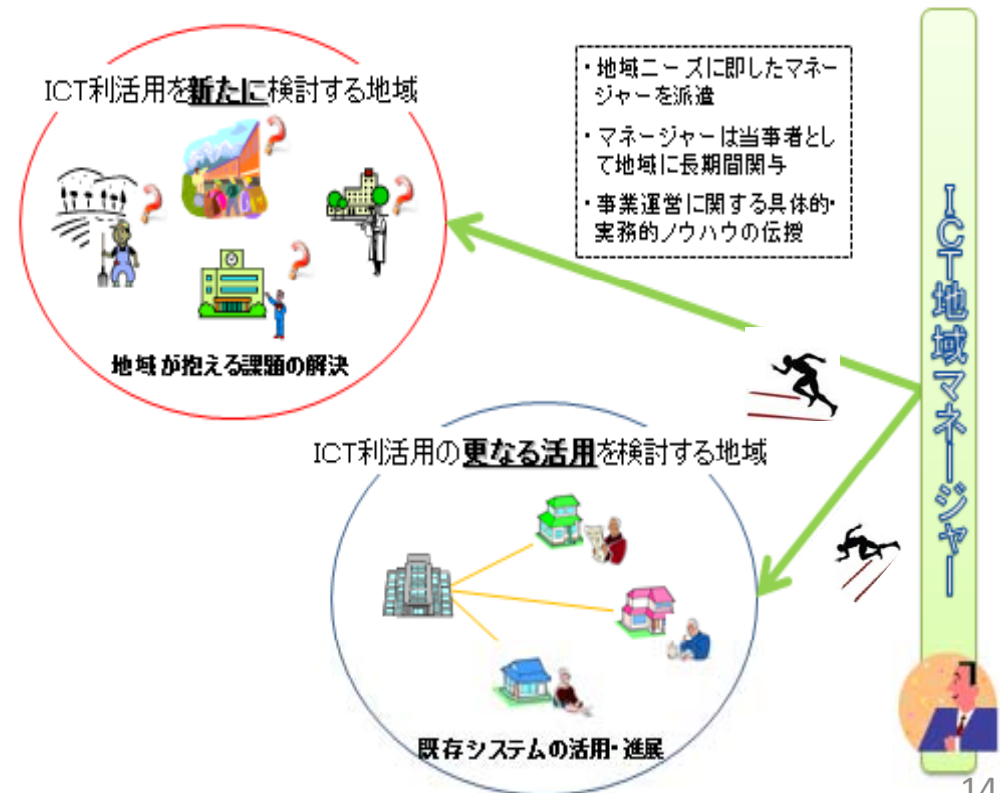 ICT利活用を新たに検討する地域
地域が抱える課題の解決
・地域ニーズに即したマネー
ジャーを派遣
・マネージャーは当事者とし
て地域に長期間関与
・事業運営に関する具体的・
実務的ノウハウの伝授
ICT利活用の更なる活用を検討する地域
既存システムの活用・進展
ICT地域マネージャー
14